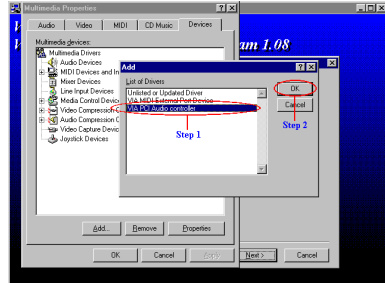 Multimedia Properties
Audio Video MIDI CD Music Devices
Multimedia devices:
Multimedia Drivers
Audio Devices
MIDI Devices and In
Mixer Devices
Line Input Devices
Media Control Devic
Video Compression C
Audio Compression C
Video Capture Devic
Joystick Devices
Add... Remove Properties
OK Cancel Apply
am 1.08
Add
List of Drivers
Unlisted or Updated Driver
VIA MIDI External Port Device
VIA PCI Audio controller
OK
Cancel
Step 1
Step 2
Next > Cancel